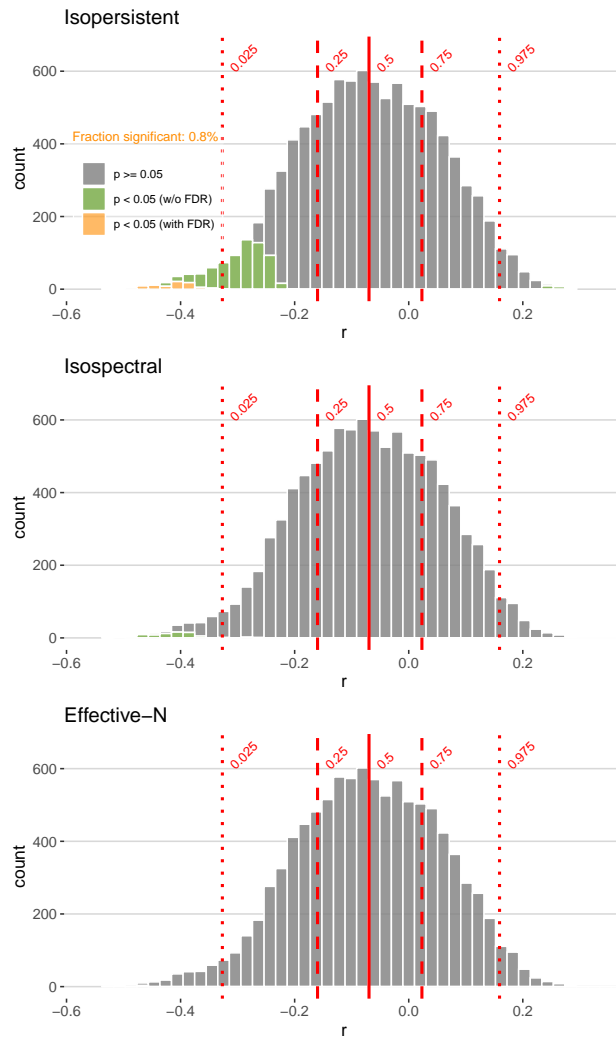 Isopersistent
0.025
0.25
0.5
0.75
0.975
600
Fraction significant: 0.8%
400
p >= 0.05
p < 0.05 (w/o FDR)
200
p < 0.05 (with FDR)
0
count
−0.6 −0.4 −0.2 0.0 0.2
r
Isospectral
0.025
0.25
0.5
0.75
0.975
600
400
200
0
count
−0.6 −0.4 −0.2 0.0 0.2
r
Effective−N
0.025
0.25
0.5
0.75
0.975
600
400
200
0
count
−0.6 −0.4 −0.2 0.0 0.2
r